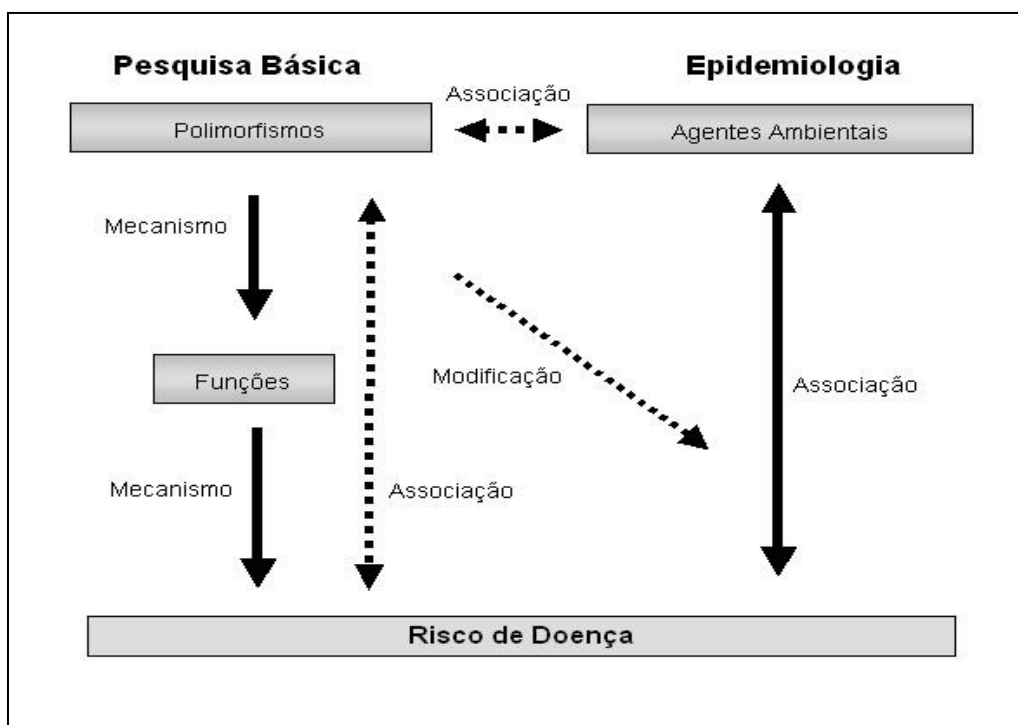 Pesquisa Básica
Epidemiologia
Associação
Polimorfismos
Agentes Ambientais
Mecanismo
Funções
Modificação
Associação
Mecanismo
Associação
Risco de Doença